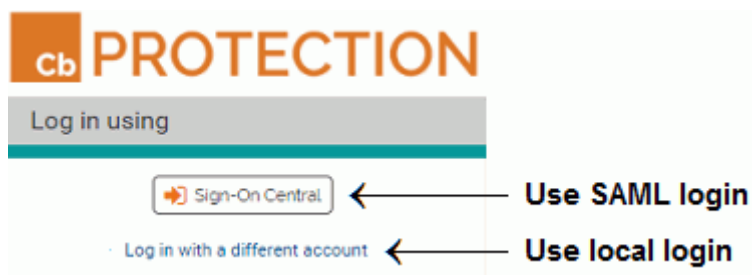 Cb PROTECTION
Log in using
Sign-On Central Use SAML login
Log in with a different account Use local login